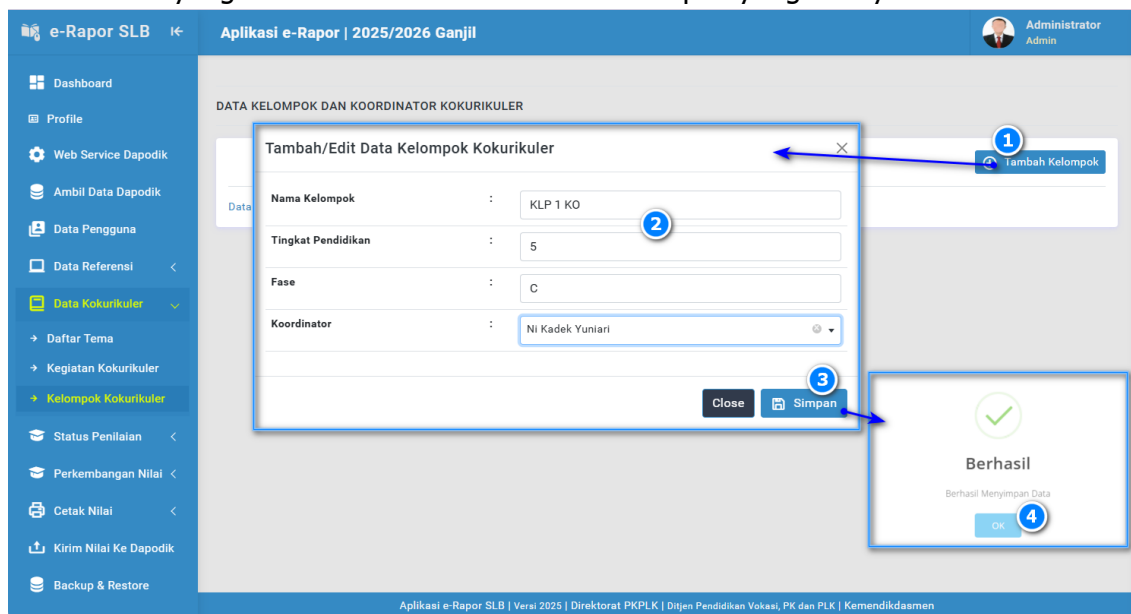 e-Rapor SLB
Aplikasi e-Rapor | 2025/2026 Ganjil
Administrator
Admin
Dashboard
Profile
Web Service Dapodik
Ambil Data Dapodik
Data Pengguna
Data Referensi
Data Kokurikuler
Daftar Tema
Kegiatan Kokurikuler
Kelompok Kokurikuler
Status Penilaian
Perkembangan Nilai
Cetak Nilai
Kirim Nilai Ke Dapodik
Backup & Restore
DATA KELOMPOK DAN KOORDINATOR KOKURIKULER
1
Tambah Kelompok
Data
Tambah/Edit Data Kelompok Kokurikuler
Nama Kelompok : KLP 1 KO
2
Tingkat Pendidikan : 5
Fase : C
Koordinator : Ni Kadek Yuniari
3
Close Simpan
Berhasil
Berhasil Menyimpan Data
OK 4
Aplikasi e-Rapor SLB | Versi 2025 | Direktorat PKPLK | Ditjen Pendidikan Vokasi, PK dan PLK | Kemendikdasmen